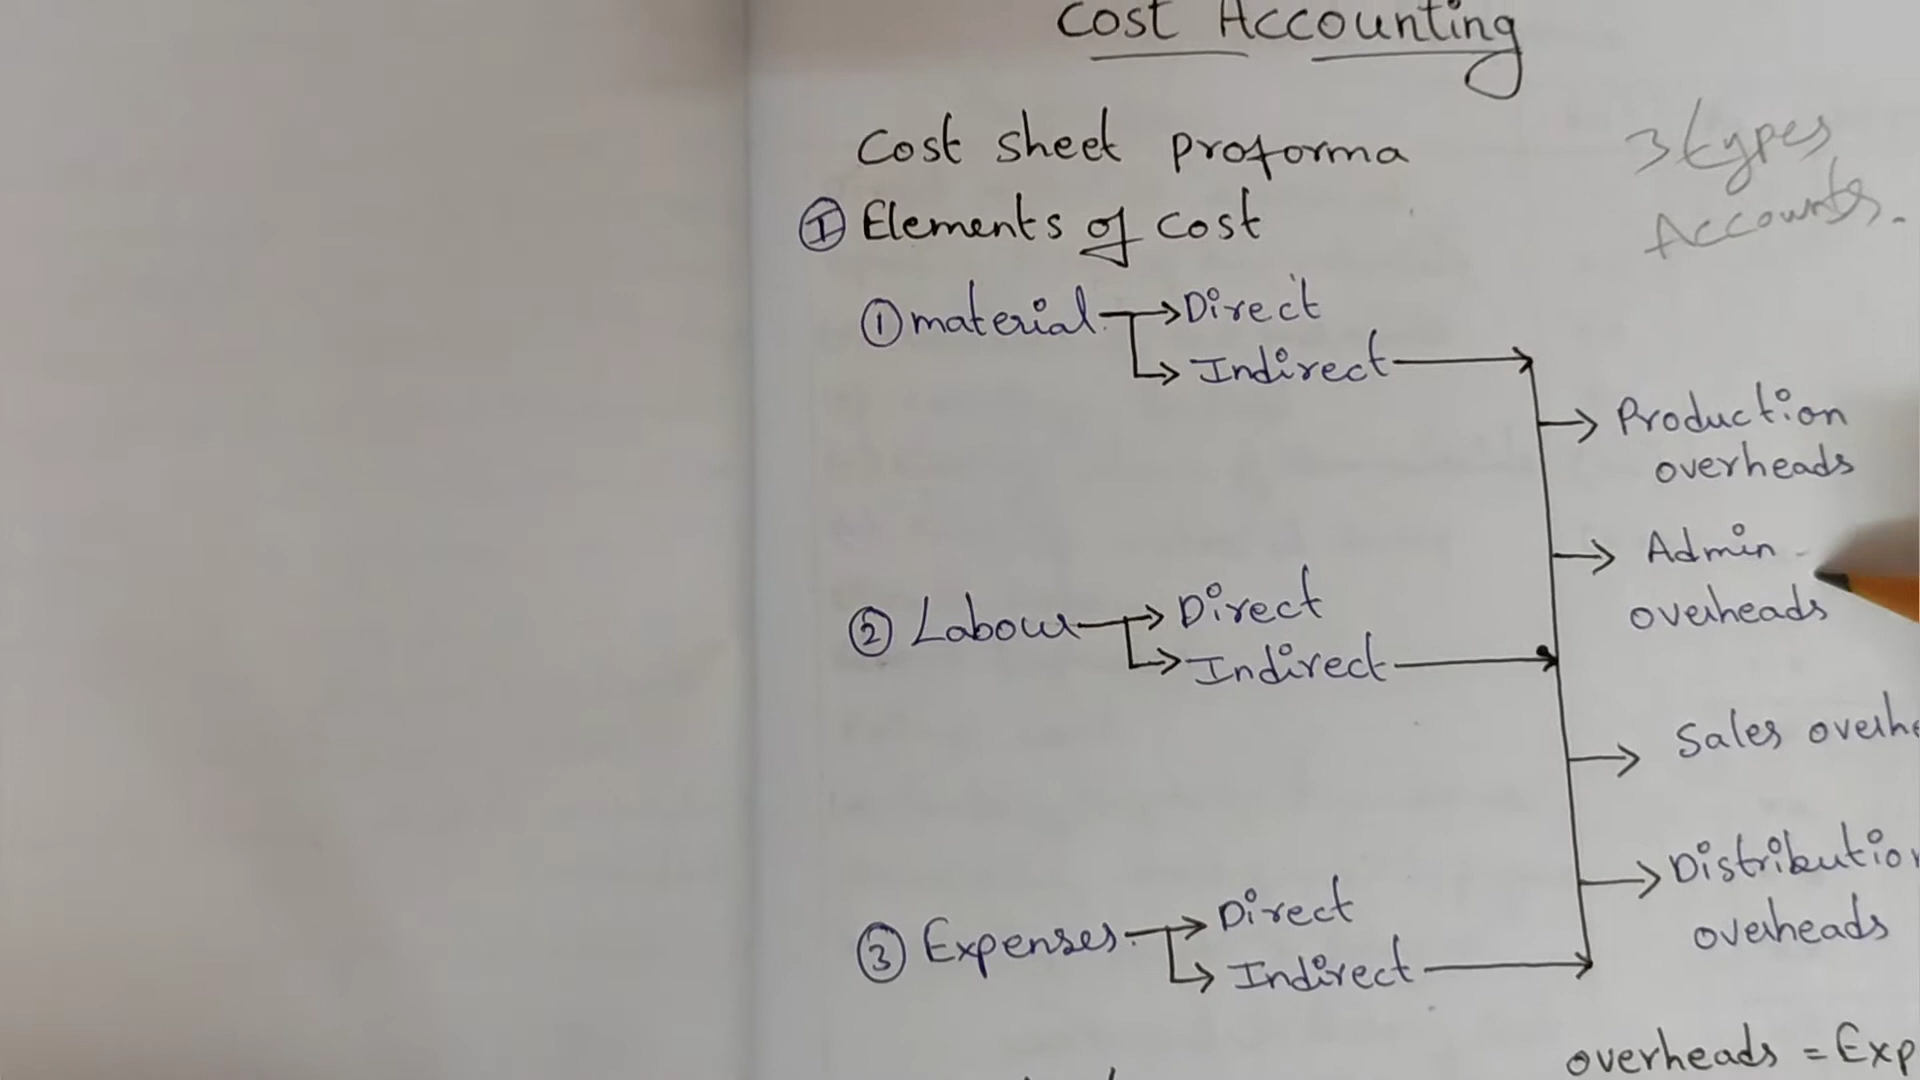 Cost Accounting
Cost sheet proforma
3 types
Accounts.
I Elements of cost
① material → Direct
→ Indirect →
→ Production
overheads
→ Admin
overheads
② Labour → Direct
→ Indirect →
→ Sales
③ Expenses → Direct
→ Indirect →
→
overheads
overheads = Exp